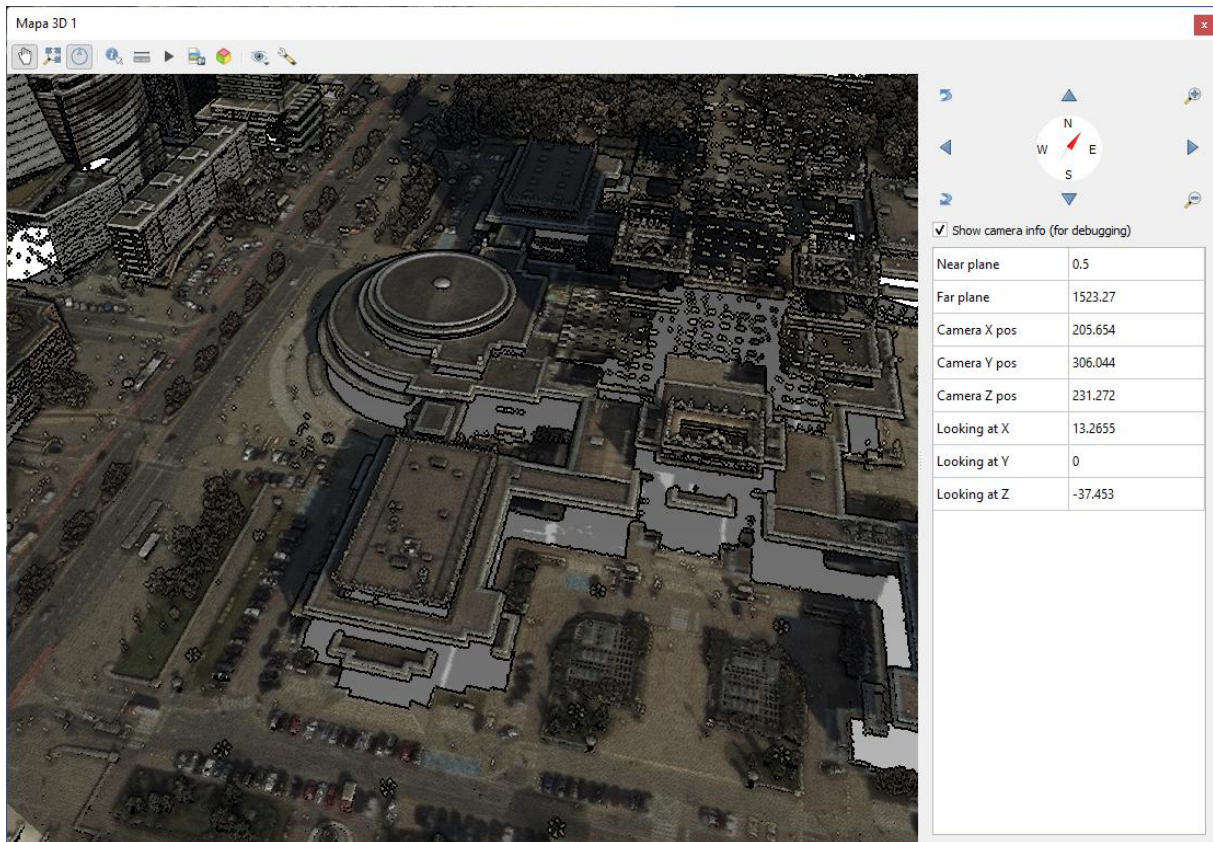 Mapa 3D 1
x
N
W E
S
Show camera info (for debugging)
Near plane 0.5
Far plane 1523.27
Camera X pos 205.654
Camera Y pos 306.044
Camera Z pos 231.272
Looking at X 13.2655
Looking at Y 0
Looking at Z -37.453